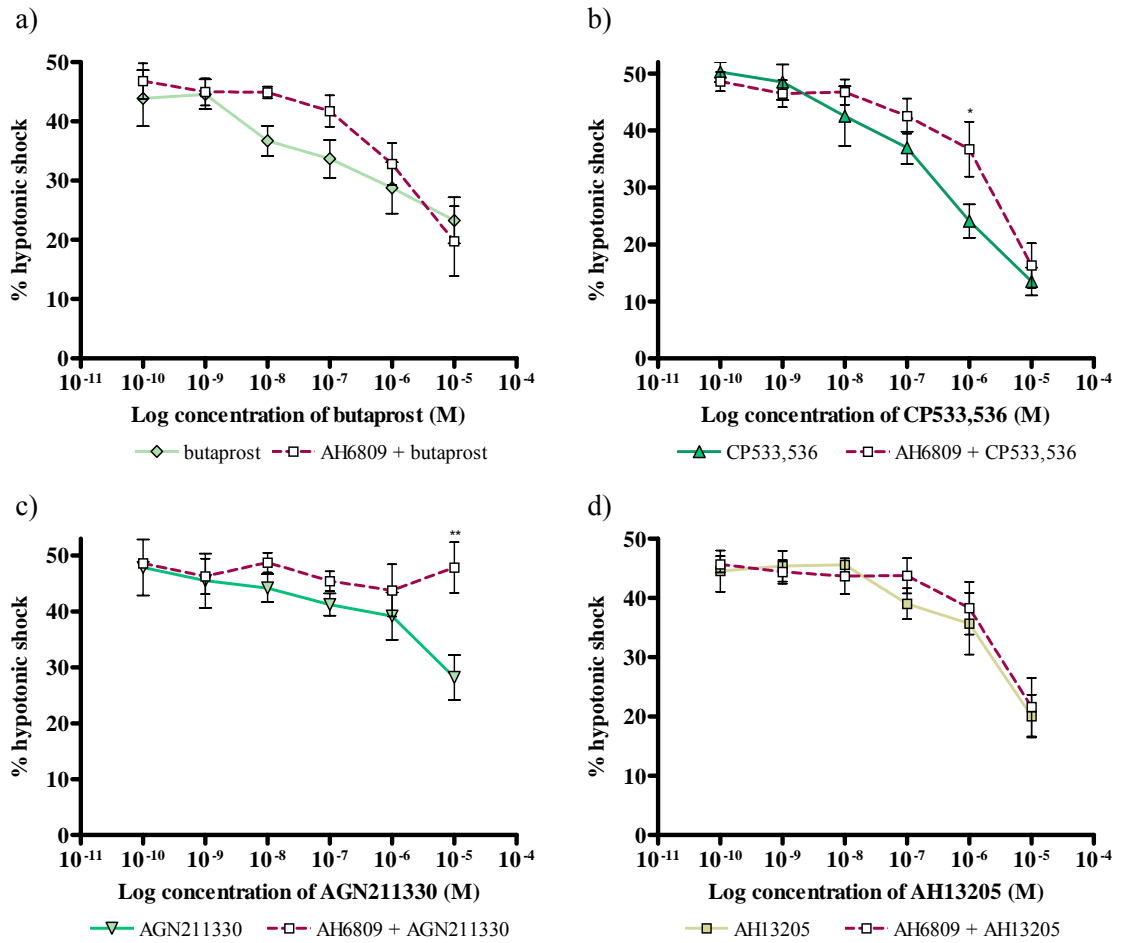 a)
50
40
30
20
10
0
% hypotonic shock
10-11 10-10 10-9 10-8 10-7 10-6 10-5 10-4
Log concentration of butaprost (M)
butaprost AH6809 + butaprost
b)
50
40
30
20
10
0
% hypotonic shock
*
10-11 10-10 10-9 10-8 10-7 10-6 10-5 10-4
Log concentration of CP533,536 (M)
CP533,536 AH6809 + CP533,536
c)
50
40
30
20
10
0
% hypotonic shock
**
10-11 10-10 10-9 10-8 10-7 10-6 10-5 10-4
Log concentration of AGN211330 (M)
AGN211330 AH6809 + AGN211330
d)
50
40
30
20
10
0
% hypotonic shock
10-11 10-10 10-9 10-8 10-7 10-6 10-5 10-4
Log concentration of AH13205 (M)
AH13205 AH6809 + AH13205